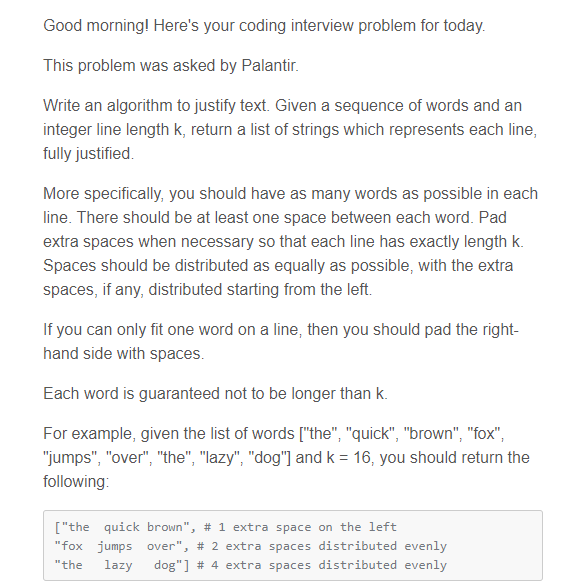 Good morning! Here's your coding interview problem for today.
This problem was asked by Palantir.
Write an algorithm to justify text. Given a sequence of words and an
integer line length k, return a list of strings which represents each line,
fully justified.
More specifically, you should have as many words as possible in each
line. There should be at least one space between each word. Pad
extra spaces when necessary so that each line has exactly length k.
Spaces should be distributed as equally as possible, with the extra
spaces, if any, distributed starting from the left.
If you can only fit one word on a line, then you should pad the right-
hand side with spaces.
Each word is guaranteed not to be longer than k.
For example, given the list of words ["the", "quick", "brown", "fox",
"jumps", "over", "the", "lazy", "dog"] and k = 16, you should return the
following:
["the  quick brown", # 1 extra space on the left
"fox  jumps  over", # 2 extra spaces distributed evenly
"the   lazy   dog"] # 4 extra spaces distributed evenly